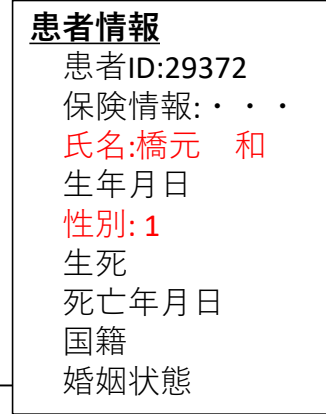 患者情報
患者ID:29372
保険情報:・・・
氏名:橋元　和
生年月日
性別: 1
生死
死亡年月日
国籍
婚姻状態